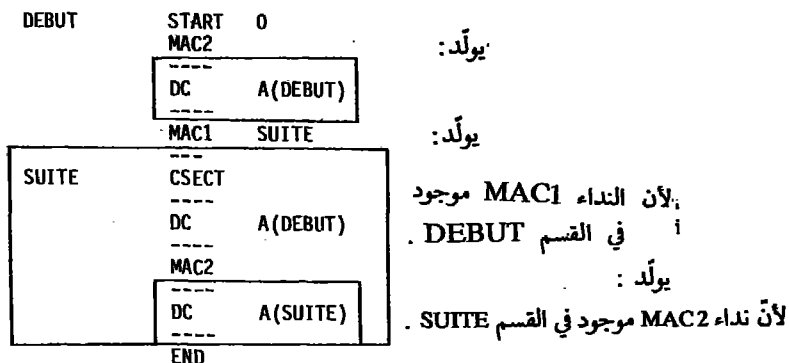 DEBUT START 0
MAC2 يولّد:
----
DC A(DEBUT)
----
MAC1 SUITE يولّد:
---
SUITE CSECT
----
لأن النداء MAC1 موجود
DC A(DEBUT)
في القسم DEBUT .
----
MAC2
يولّد :
----
DC A(SUITE)
لأنّ نداء MAC2 موجود في القسم SUITE .
----
END